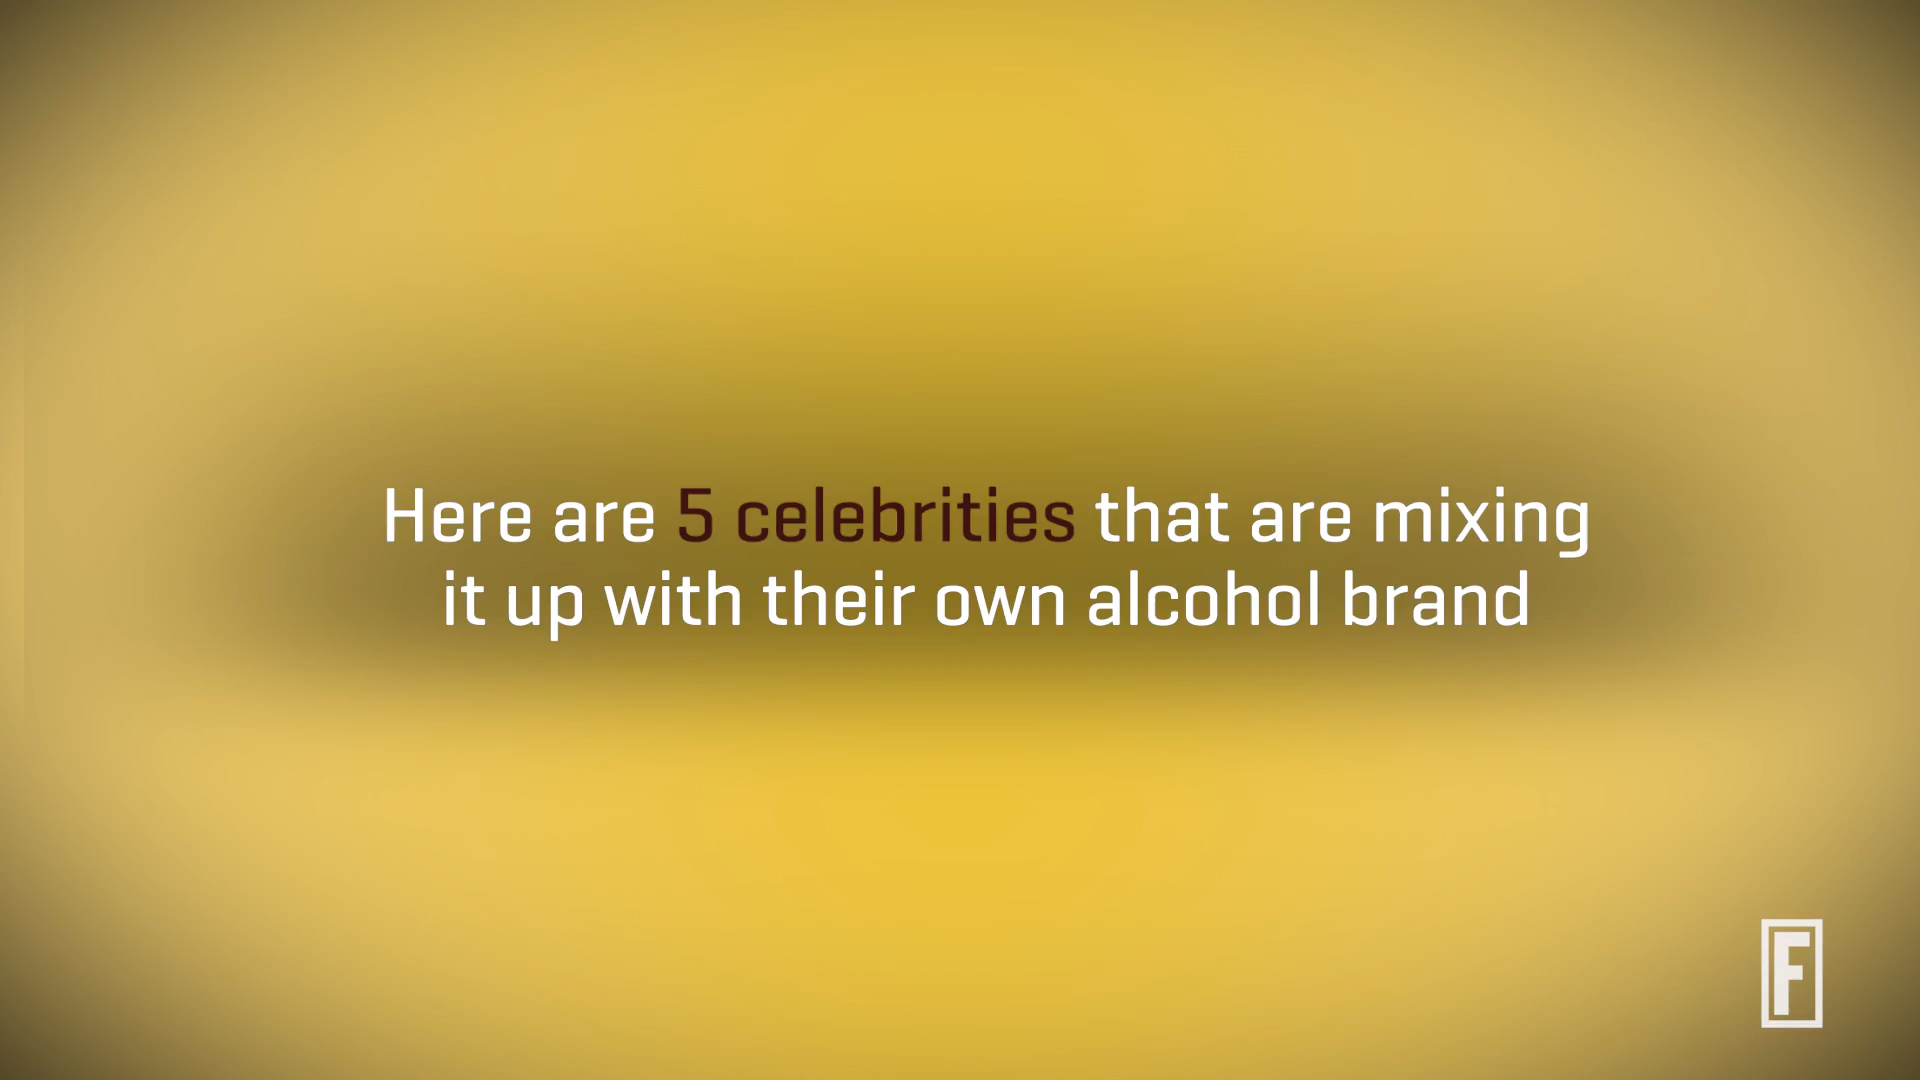 Here are 5 celebrities that are mixing
it up with their own alcohol brand
F